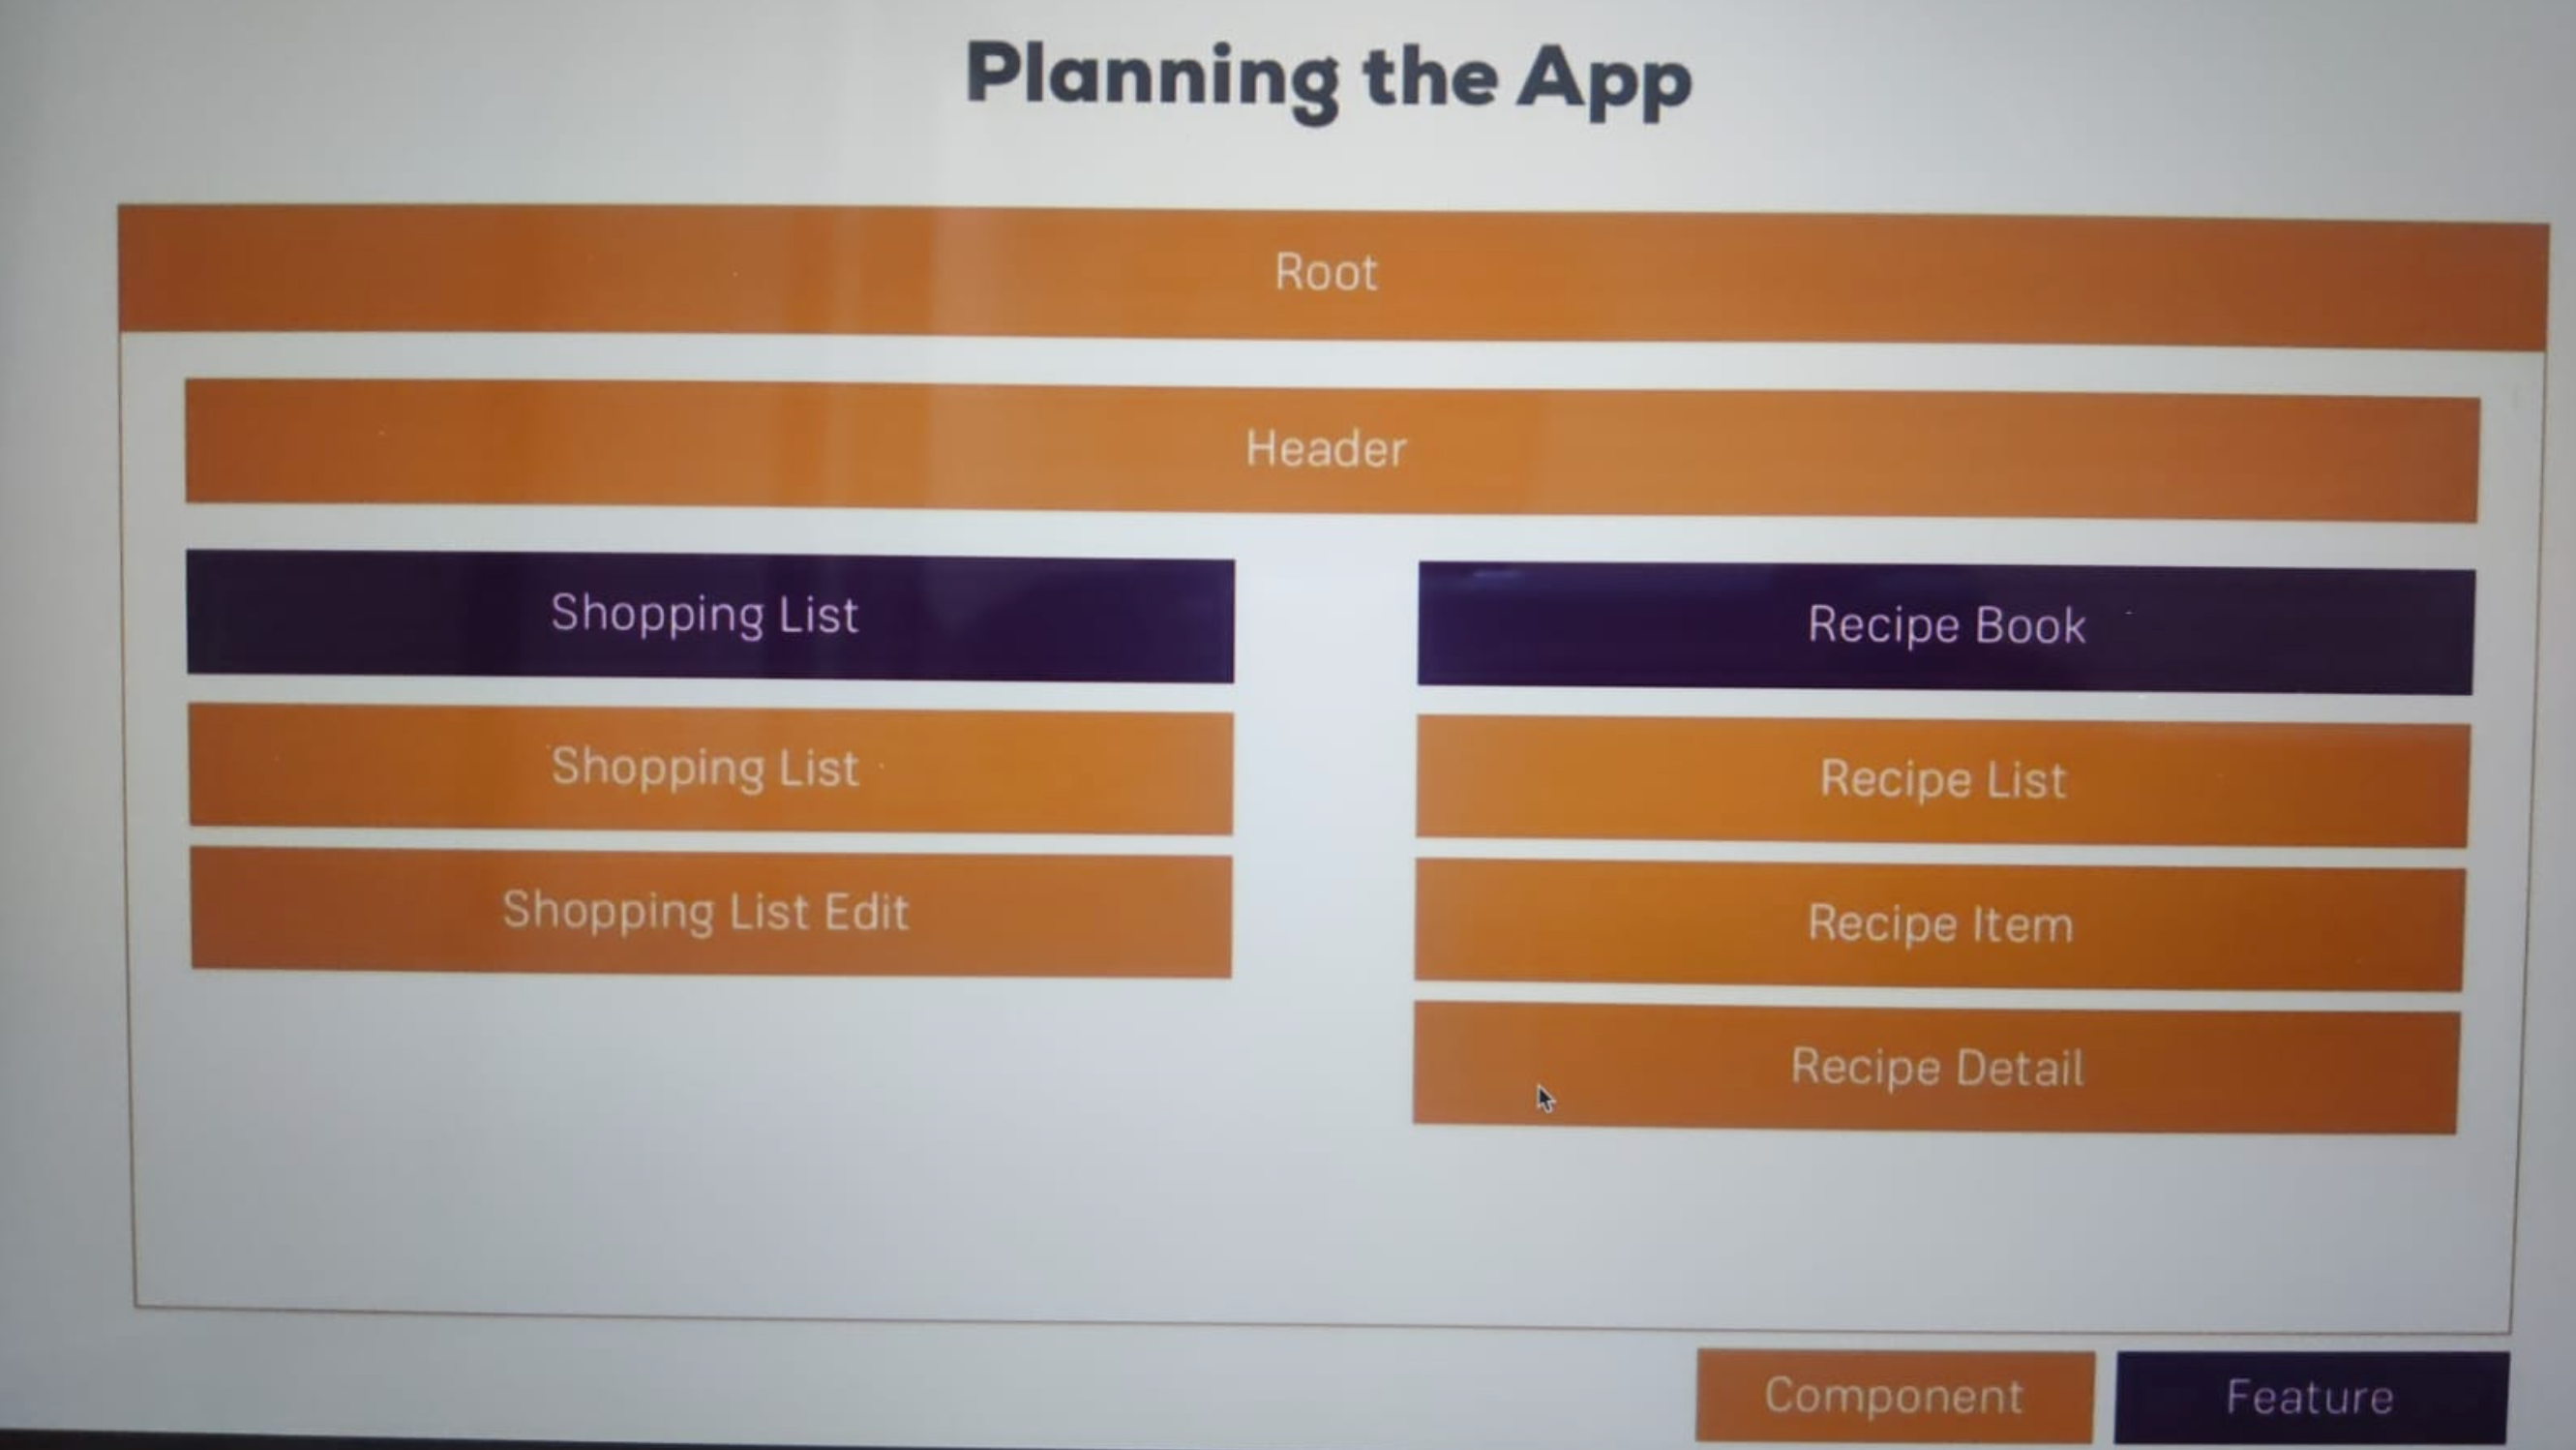 Planning the App
Root
Header
Shopping List
Shopping List
Shopping List Edit
Recipe Book
Recipe List
Recipe Item
Recipe Detail
Component
Feature